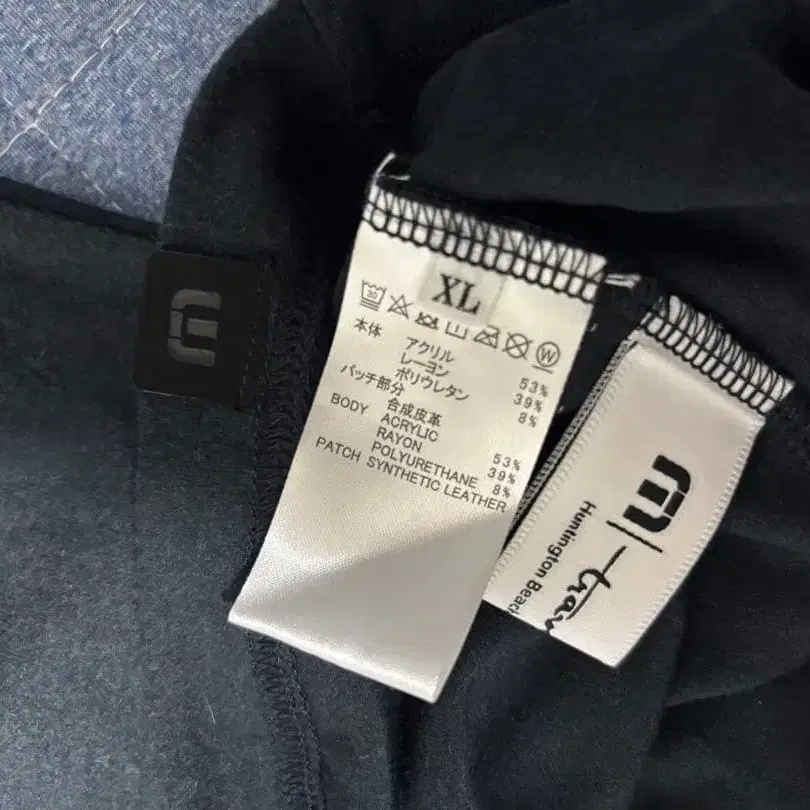 XL
30
W
本体
アクリル 53%
レーヨン 39%
ポリウレタン 8%
パッチ部分
合成皮革
BODY ACRYLIC 53%
RAYON 39%
POLYURETHANE 8%
PATCH SYNTHETIC LEATHER
Huntington Beach